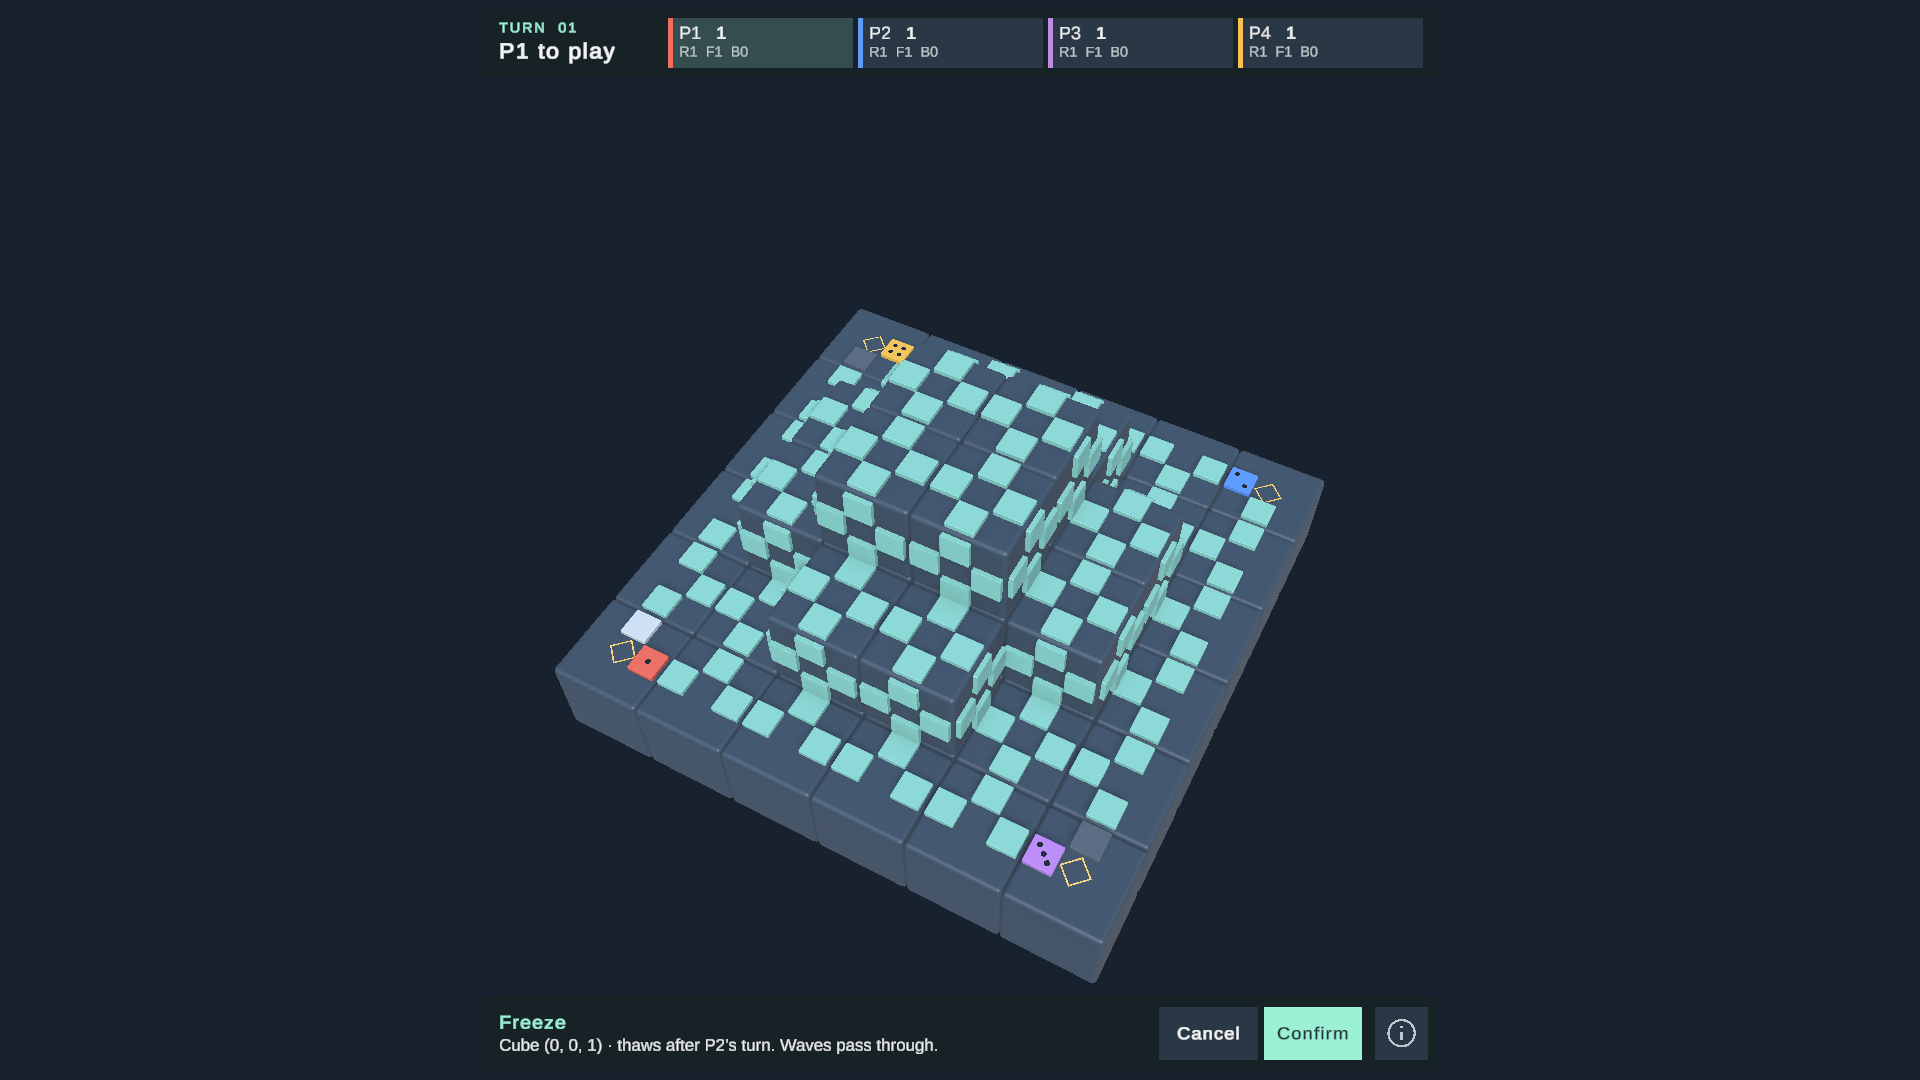 TURN 01
P1 to play
P1 1
R1 F1 B0
P2 1
R1 F1 B0
P3 1
R1 F1 B0
P4 1
R1 F1 B0
Freeze
Cube (0, 0, 1) · thaws after P2's turn. Waves pass through.
Cancel
Confirm